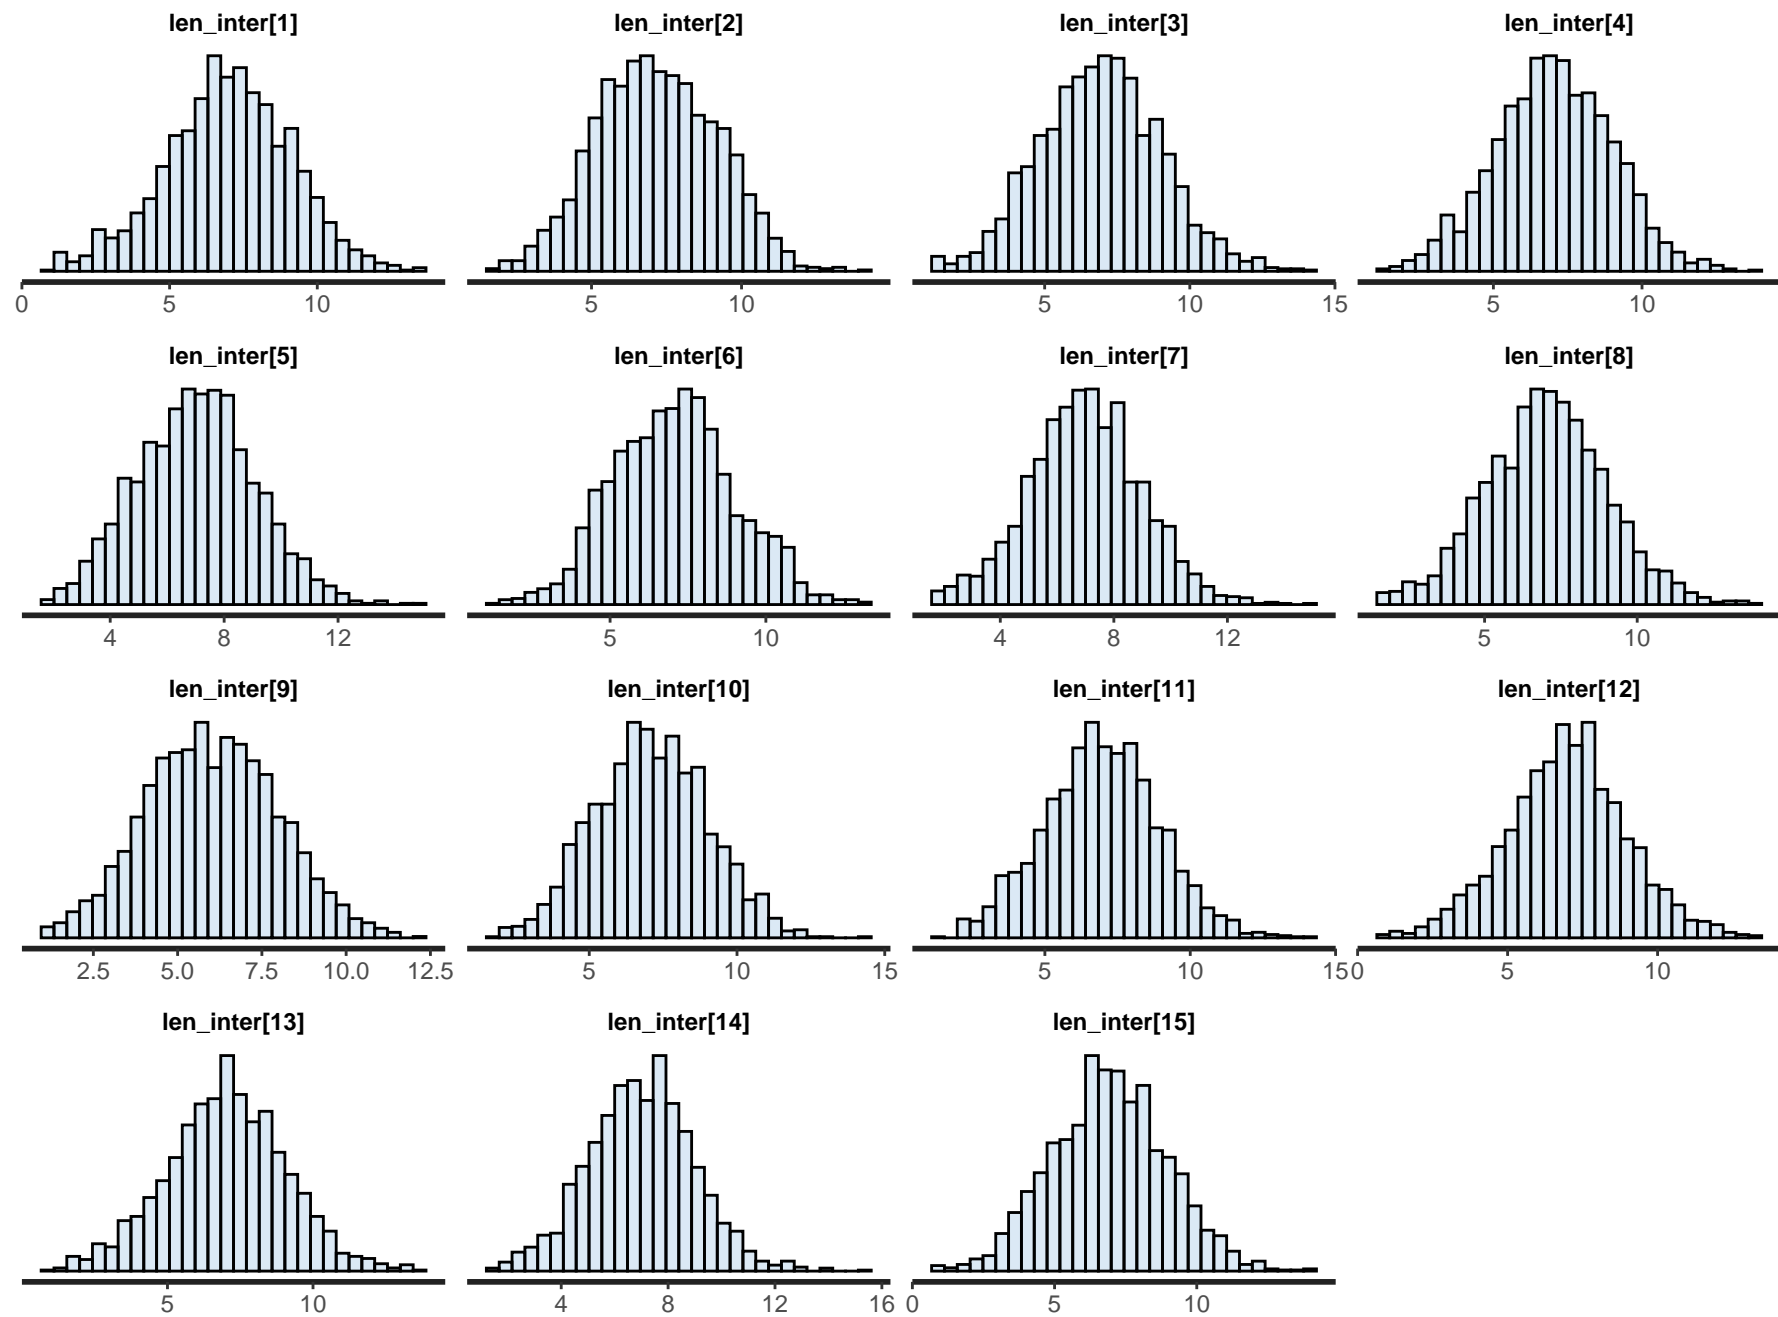 len_inter[1] len_inter[2] len_inter[3] len_inter[4]
0 5 10 5 10 5 10 15 5 10
len_inter[5] len_inter[6] len_inter[7] len_inter[8]
4 8 12 5 10 4 8 12 5 10
len_inter[9] len_inter[10] len_inter[11] len_inter[12]
2.5 5.0 7.5 10.0 12.5 5 10 15 5 10 15 0 5 10
len_inter[13] len_inter[14] len_inter[15]
5 10 4 8 12 16 0 5 10